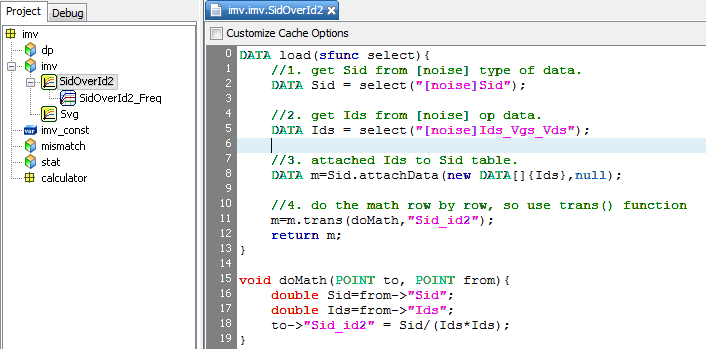 Project
Debug
imv
dp
imv
SidOverId2
SidOverId2_Freq
Svg
imv_const
mismatch
stat
calculator
imv.imv.SidOverId2
Customize Cache Options
0 DATA load(sfunc select){
1 //1. get Sid from [noise] type of data.
2 DATA Sid = select("[noise]Sid");
3
4 //2. get Ids from [noise] op data.
5 DATA Ids = select("[noise]Ids_Vgs_Vds");
6
7 //3. attached Ids to Sid table.
8 DATA m=Sid.attachData(new DATA[]{Ids},null);
9
10 //4. do the math row by row, so use trans() function
11 m=m.trans(doMath,"Sid_id2");
12 return m;
13 }
14
15 void doMath(POINT to, POINT from){
16 double Sid=from->"Sid";
17 double Ids=from->"Ids";
18 to->"Sid_id2" = Sid/(Ids*Ids);
19 }